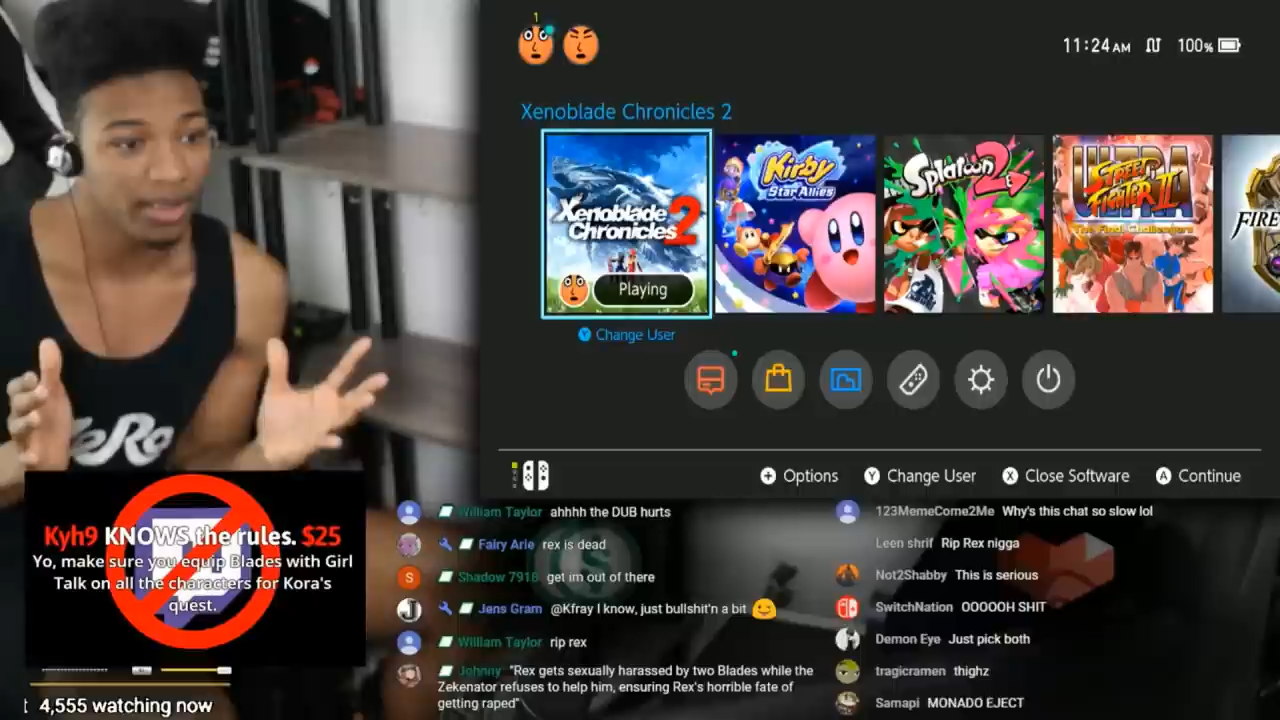 1
11:24 AM 100%
Xenoblade Chronicles 2
Xenoblade
Chronicles 2
Playing
Kirby
Star Allies
Splatoon 2
ULTRA
STREET
FIGHTER II
The Final Challengers
FIRE
Y Change User
+ Options Y Change User X Close Software A Continue
Kyh9 KNOWS the rules. $25
Yo, make sure you equip Blades with Girl
Talk on all the characters for Kora's
quest.
4,555 watching now
William Taylor ahhhh the DUB hurts
Fairy Arie rex is dead
S Shadow 7918 get im out of there
J Jens Gram @Kfray I know, just bullshit'n a bit
William Taylor rip rex
Johnny "Rex gets sexually harassed by two Blades while the
Zekenator refuses to help him, ensuring Rex's horrible fate of
getting raped"
123MemeCome2Me Why's this chat so slow lol
Leen shrif Rip Rex nigga
Not2Shabby This is serious
SwitchNation OOOOOH SHIT
Demon Eye Just pick both
tragicramen thighz
Samapi MONADO EJECT